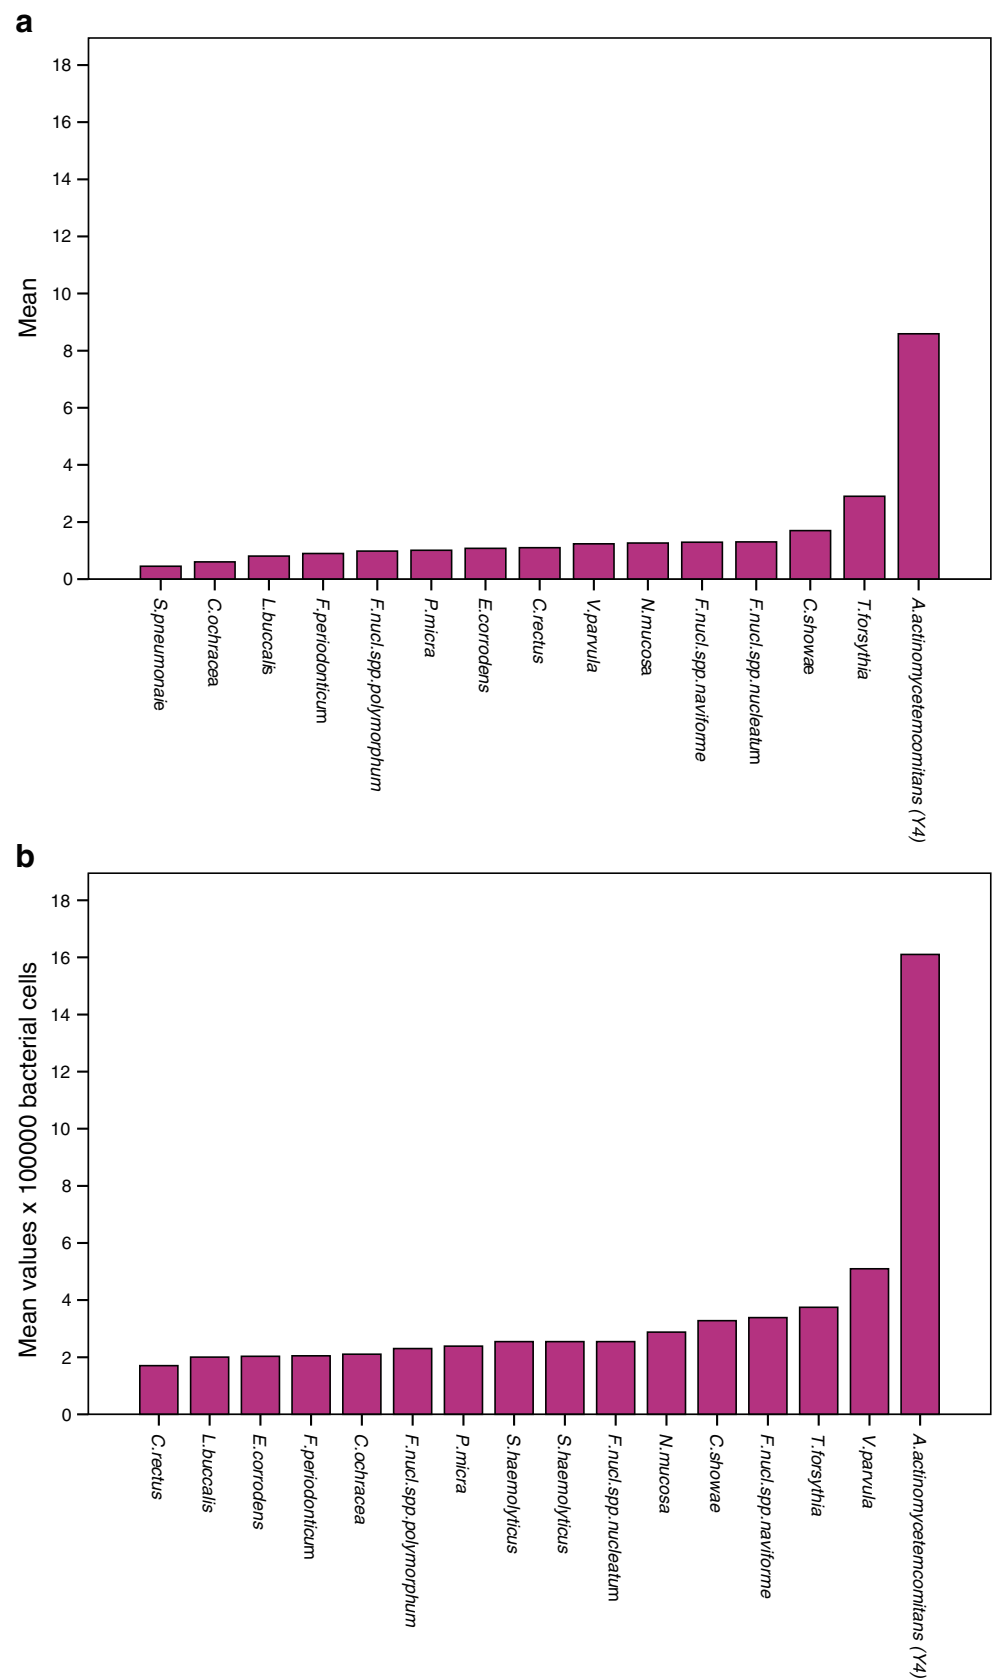 a
18
16
14
12
10
8
6
4
2
0
Mean
S.pneumonaie
C.ochracea
L.buccalis
F.periodonticum
F.nucl.spp.polymorphum
P.micra
E.corrodens
C.rectus
V.parvula
N.mucosa
F.nucl.spp.naviforme
F.nucl.spp.nucleatum
C.showae
T.forsythia
A.actinomycetemcomitans (Y4)
b
18
16
14
12
10
8
6
4
2
0
Mean values x 100000 bacterial cells
C.rectus
L.buccalis
E.corrodens
F.periodonticum
C.ochracea
F.nucl.spp.polymorphum
P.micra
S.haemolyticus
S.haemolyticus
F.nucl.spp.nucleatum
N.mucosa
C.showae
F.nucl.spp.naviforme
T.forsythia
V.parvula
A.actinomycetemcomitans (Y4)